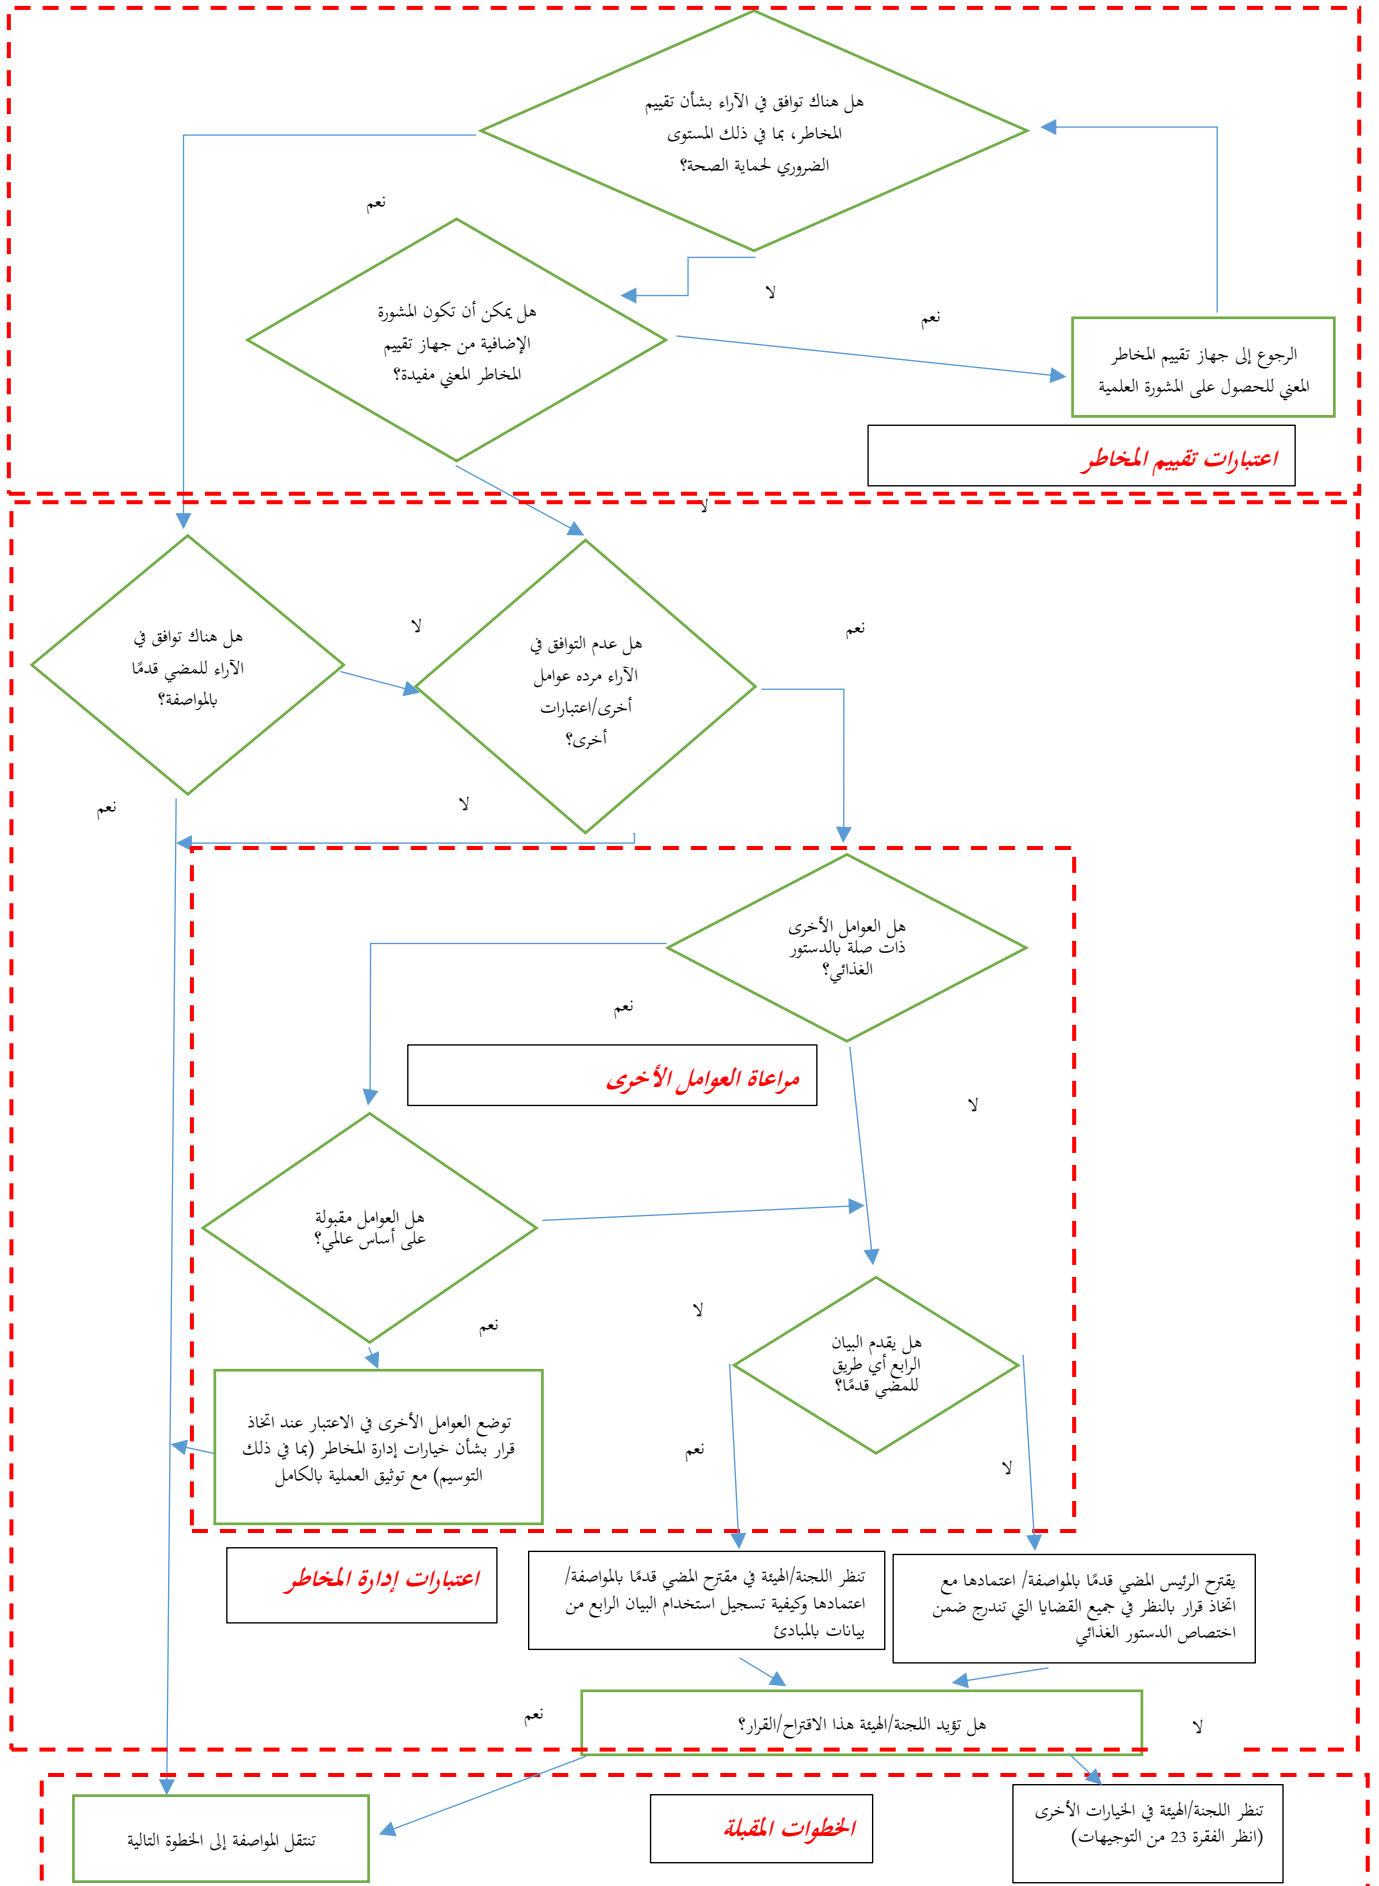 هل هناك توافق في الآراء بشأن تقييم
المخاطر، بما في ذلك المستوى
الضروري لحماية الصحة؟
نعم
لا
هل يمكن أن تكون المشورة
الإضافية من جهاز تقييم
المخاطر المعني مفيدة؟
نعم
الرجوع إلى جهاز تقييم المخاطر
المعني للحصول على المشورة العلمية
اعتبارات تقييم المخاطر
لا
هل هناك توافق في
الآراء للمضي قدمًا
بالمواصفة؟
لا
هل عدم التوافق في
الآراء مرده عوامل
أخرى/اعتبارات
أخرى؟
نعم
نعم
لا
هل العوامل الأخرى
ذات صلة بالدستور
الغذائي؟
نعم
مراعاة العوامل الأخرى
لا
هل العوامل مقبولة
على أساس عالمي؟
لا
نعم
هل يقدم البيان
الرابع أي طريق
للمضي قدمًا؟
توضع العوامل الأخرى في الاعتبار عند اتخاذ
قرار بشأن خيارات إدارة المخاطر (بما في ذلك
التوسيم) مع توثيق العملية بالكامل
نعم
لا
اعتبارات إدارة المخاطر
تنظر اللجنة/الهيئة في مقترح المضي قدمًا بالمواصفة/
اعتمادها وكيفية تسجيل استخدام البيان الرابع من
بيانات بالمبادئ
يقترح الرئيس المضي قدمًا بالمواصفة/ اعتمادها مع
اتخاذ قرار بالنظر في جميع القضايا التي تندرج ضمن
اختصاص الدستور الغذائي
هل تؤيد اللجنة/الهيئة هذا الاقتراح/القرار؟
نعم
لا
تنظر اللجنة/الهيئة في الخيارات الأخرى
(انظر الفقرة 23 من التوجيهات)
الخطوات المقبلة
تنتقل المواصفة إلى الخطوة التالية